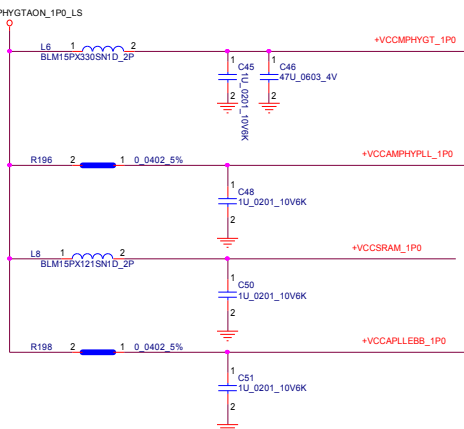 PHYGTAON_1P0_LS
L6 1 2 +VCCMPHYGT_1P0
BLM15PX330SN1D_2P
1 C45 1U_0201_10V6K 2
1 C46 47U_0603_4V 2
R196 2 1 0_0402_5% +VCCAMPHYPLL_1P0
1 C48
1U_0201_10V6K
2
L8 1 2 +VCCSRAM_1P0
BLM15PX121SN1D_2P
1 C50
1U_0201_10V6K
2
R198 2 1 0_0402_5% +VCCAPLLEBB_1P0
1 C51
1U_0201_10V6K
2